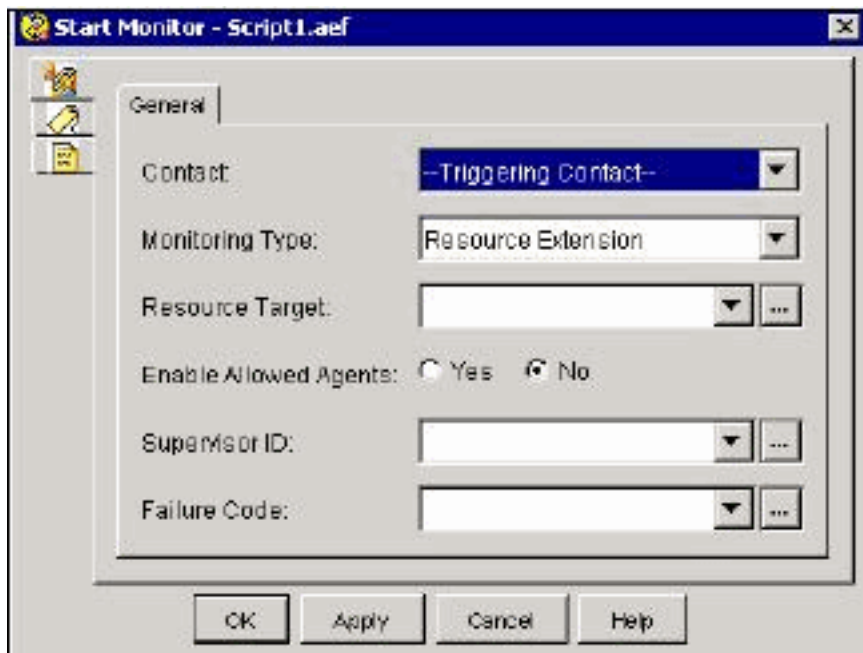 Start Monitor - Script1.aef
General
Contact: --Triggering Contact--
Monitoring Type: Resource Extension
Resource Target: ...
Enable Allowed Agents: Yes No
Supervisor ID: ...
Failure Code: ...
OK Apply Cancel Help